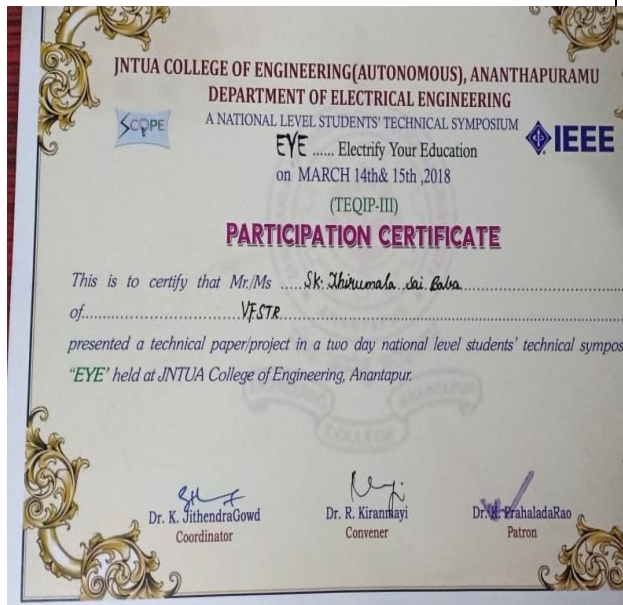 JNTUA COLLEGE OF ENGINEERING(AUTONOMOUS), ANANTHAPURAMU
DEPARTMENT OF ELECTRICAL ENGINEERING
SCOPE
A NATIONAL LEVEL STUDENTS' TECHNICAL SYMPOSIUM
IEEE
EYE ...... Electrify Your Education
on MARCH 14th& 15th ,2018
(TEQIP-III)
PARTICIPATION CERTIFICATE
This is to certify that Mr./Ms .....Sk. Thirumala Sai Baba
of.....VFSTR.....
presented a technical paper/project in a two day national level students' technical sympos
"EYE" held at JNTUA College of Engineering, Anantapur.
ANANTAPUR
COLLEGE
Dr. K. JithendraGowd
Coordinator
Dr. R. Kiranmayi
Convener
Dr. K. PrahaladaRao
Patron